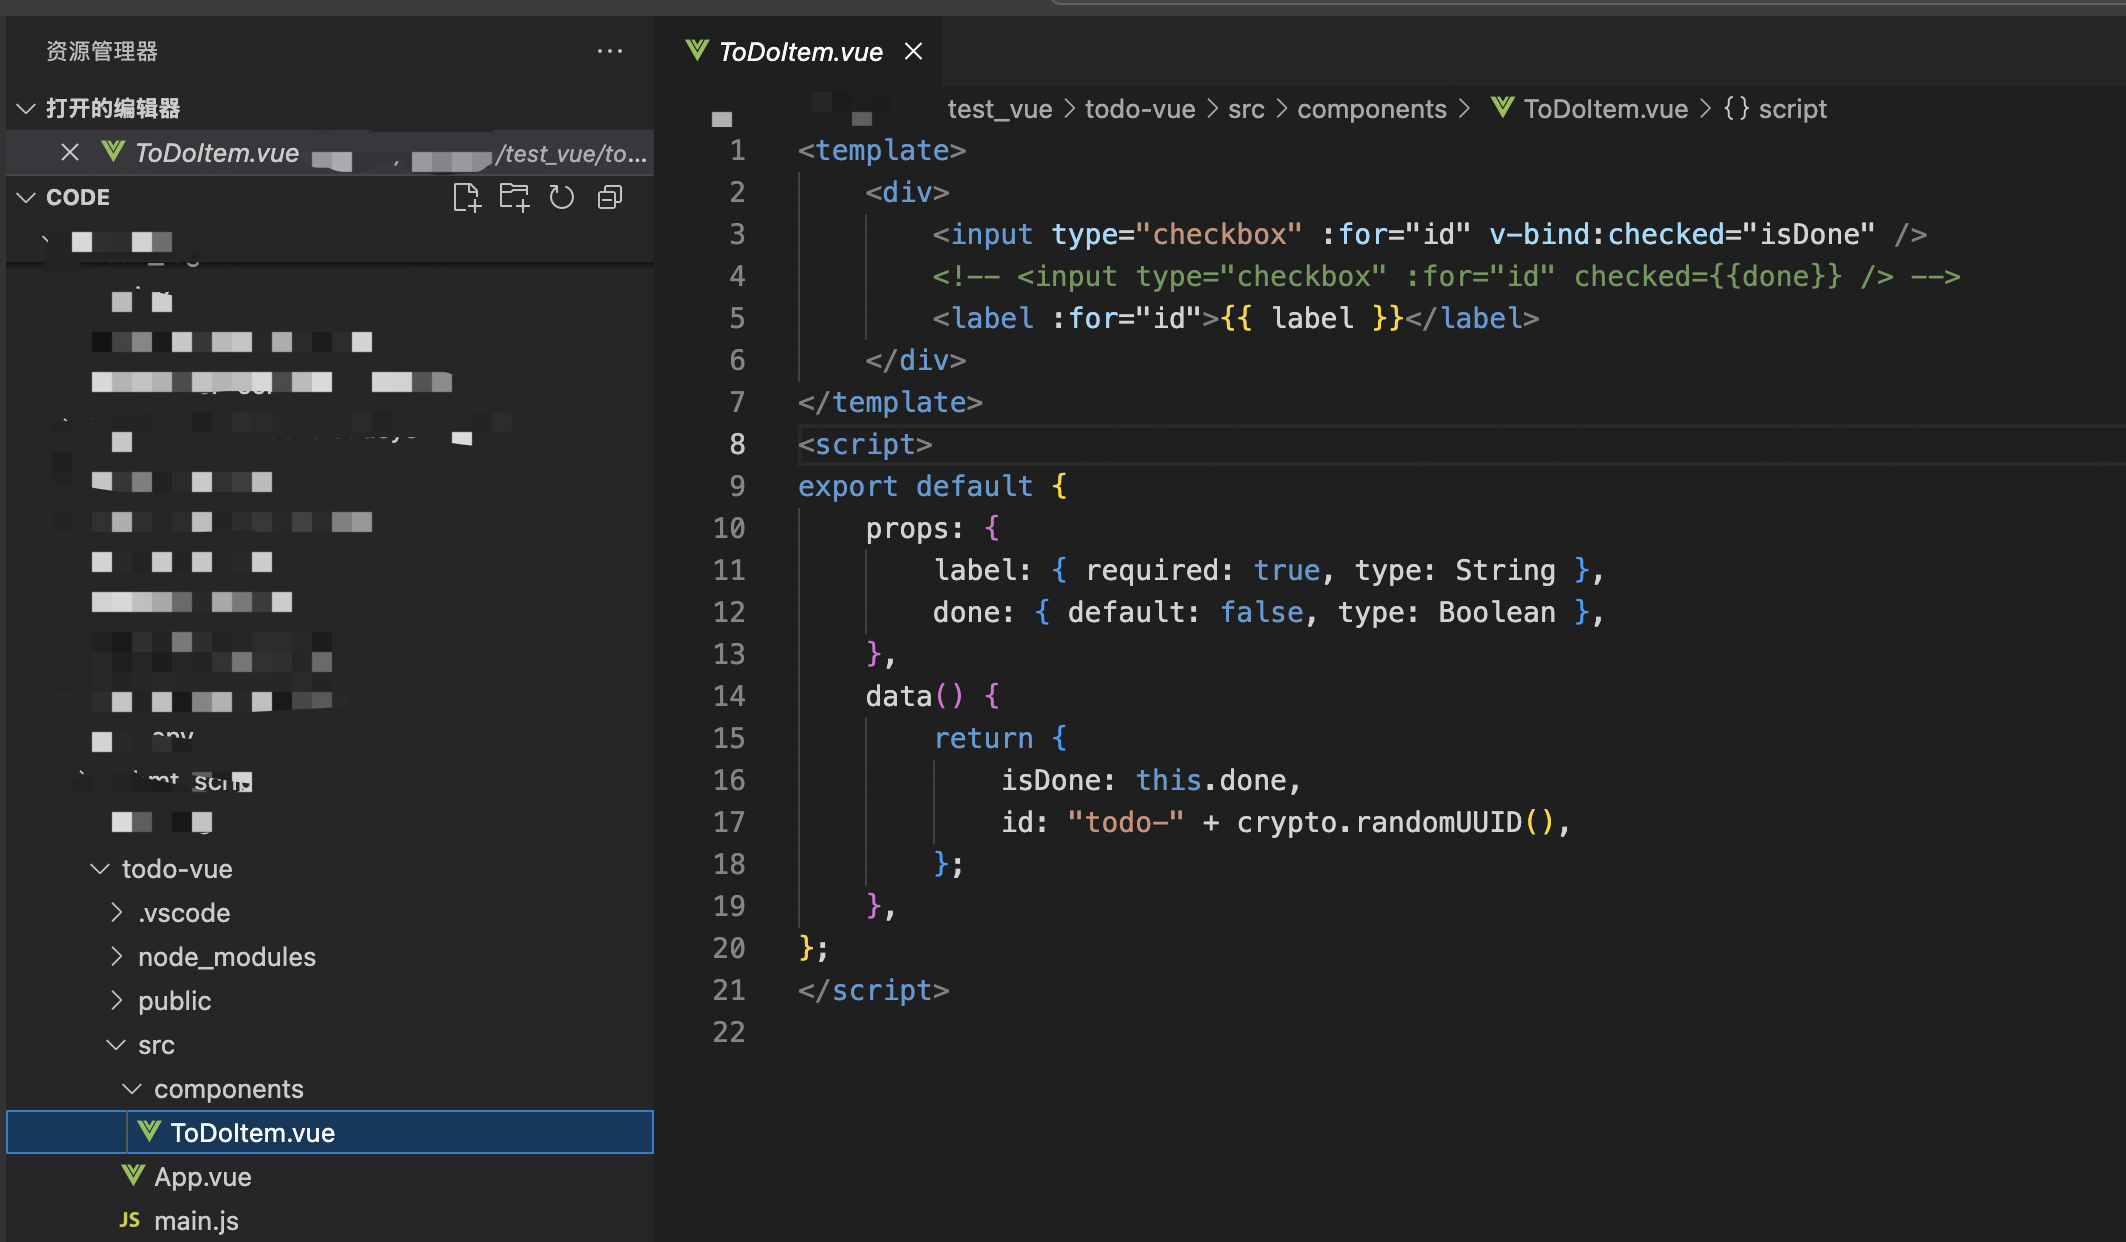 资源管理器
打开的编辑器
ToDoItem.vue /test_vue/to...
CODE
todo-vue
.vscode
node_modules
public
src
components
ToDoItem.vue
App.vue
JS main.js
ToDoItem.vue
test_vue > todo-vue > src > components > ToDoItem.vue > {} script
1 <template>
2 <div>
3 <input type="checkbox" :for="id" v-bind:checked="isDone" />
4 <!-- <input type="checkbox" :for="id" checked={{done}} /> -->
5 <label :for="id">{{ label }}</label>
6 </div>
7 </template>
8 <script>
9 export default {
10 props: {
11 label: { required: true, type: String },
12 done: { default: false, type: Boolean },
13 },
14 data() {
15 return {
16 isDone: this.done,
17 id: "todo-" + crypto.randomUUID(),
18 };
19 },
20 };
21 </script>
22